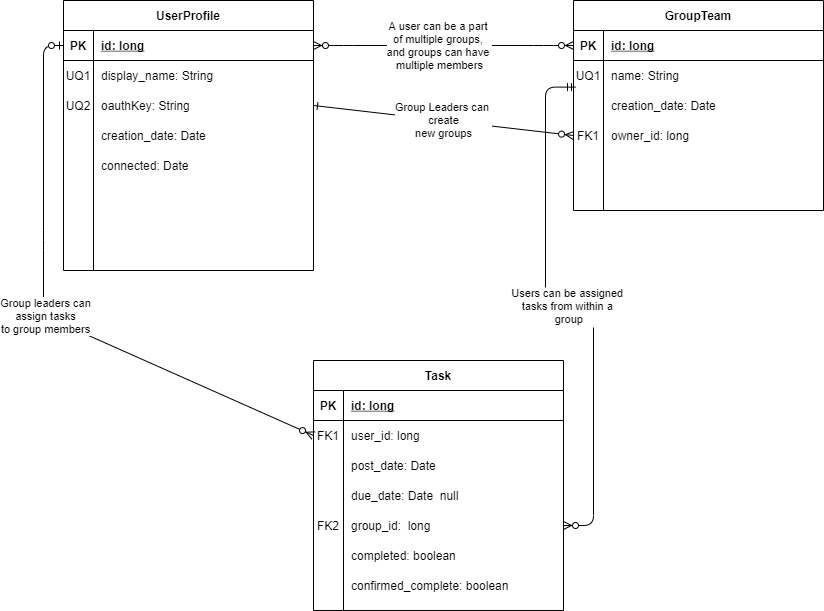 UserProfile
PK id: long
UQ1 display_name: String
UQ2 oauthKey: String
creation_date: Date
connected: Date
A user can be a part
of multiple groups,
and groups can have
multiple members
Group Leaders can
create
new groups
GroupTeam
PK id: long
UQ1 name: String
creation_date: Date
FK1 owner_id: long
Group leaders can
assign tasks
to group members
Users can be assigned
tasks from within a
group
Task
PK id: long
FK1 user_id: long
post_date: Date
due_date: Date null
FK2 group_id: long
completed: boolean
confirmed_complete: boolean